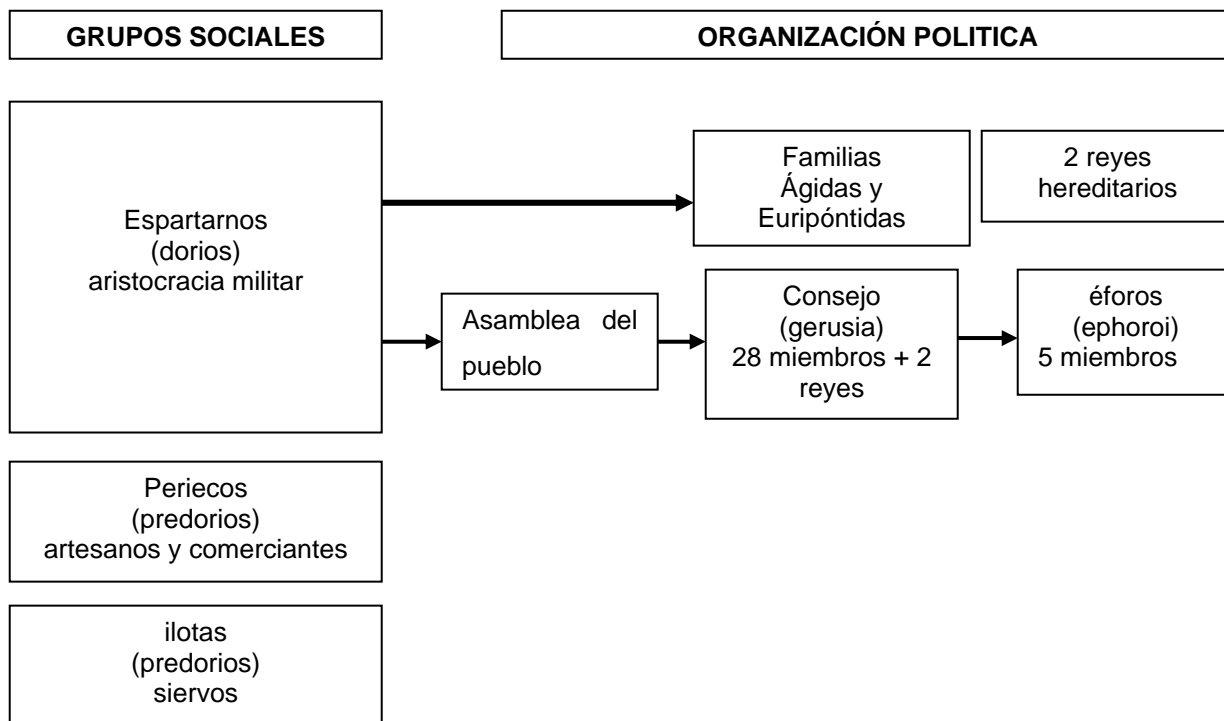 GRUPOS SOCIALES
ORGANIZACIÓN POLITICA
Espartarnos
(dorios)
aristocracia militar
Familias
Ágidas y
Euripóntidas
2 reyes
hereditarios
Asamblea del
pueblo
Consejo
(gerusia)
28 miembros + 2
reyes
éforos
(ephoroi)
5 miembros
Periecos
(predorios)
artesanos y comerciantes
ilotas
(predorios)
siervos